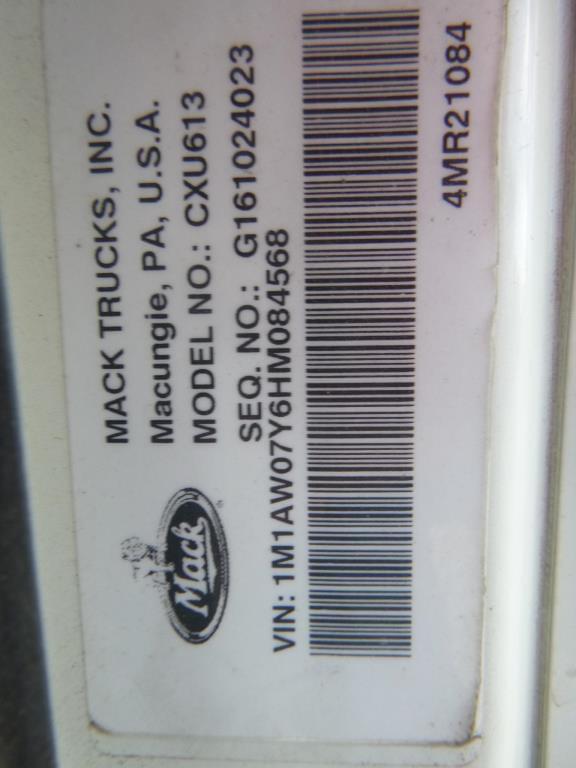 MACK TRUCKS, INC.
Macungie, PA, U.S.A.
MODEL NO.: CXU613
SEQ. NO.: G161024023
Mack
VIN: 1M1AW07Y6HM084568
4MR21084